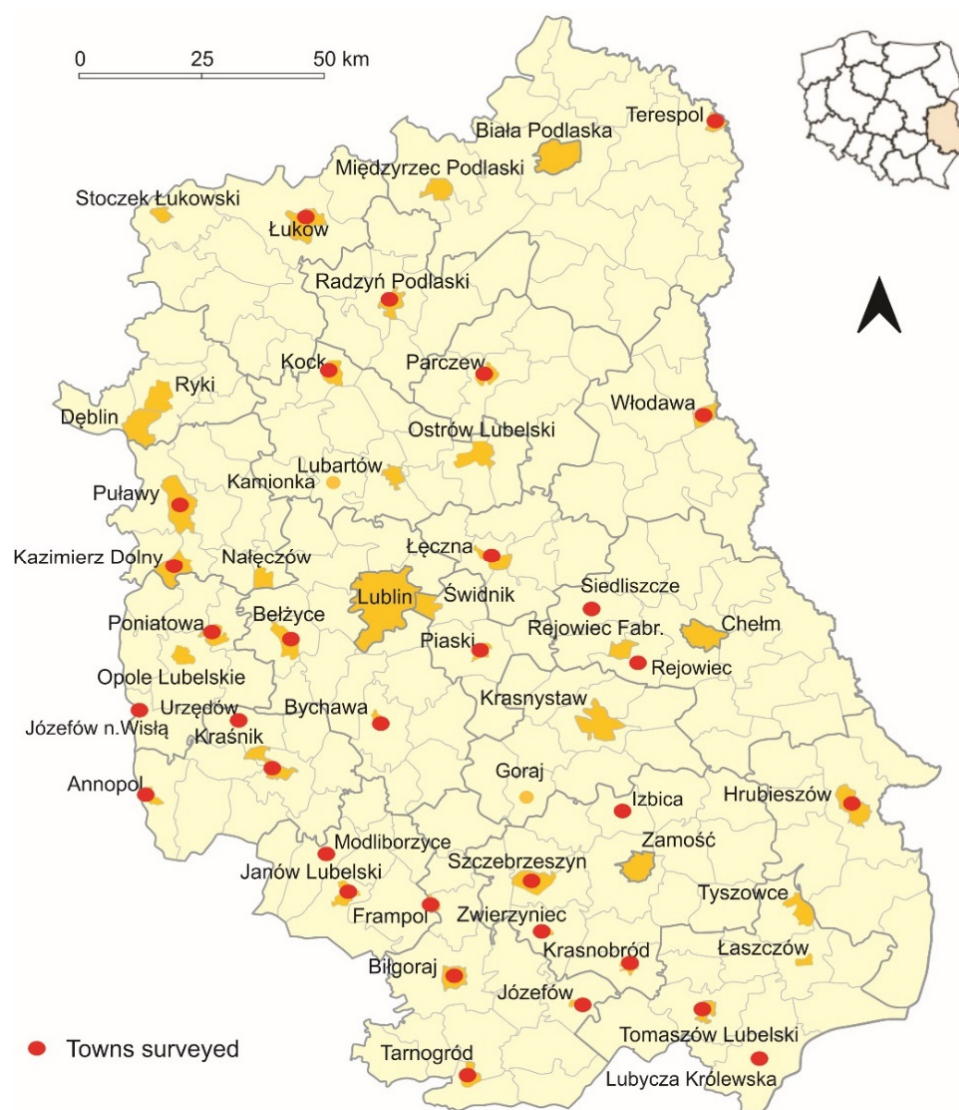 0 25 50 km
Terespol
Biała Podlaska
Międzyrzec Podlaski
Stoczek Łukowski
Łuków
Radzyń Podlaski
Kock
Parczew
Ryki
Włodawa
Dęblin
Ostrów Lubelski
Lubartów
Kamionka
Puławy
Łęczna
Kazimierz Dolny
Nałęczów
Siedliszcze
Lublin
Świdnik
Bełżyce
Poniatowa
Rejowiec Fabr.
Chełm
Piaski
Rejowiec
Opole Lubelskie
Krasnystaw
Urzędów
Bychawa
Józefów n.Wisłą
Kraśnik
Goraj
Annopol
Izbica
Hrubieszów
Modliborzyce
Zamość
Szczebrzeszyn
Janów Lubelski
Tyszowce
Frampol
Zwierzyniec
Łaszczów
Krasnobród
Biłgoraj
Józefów
Tomaszów Lubelski
Towns surveyed
Tarnogród
Lubycza Królewska